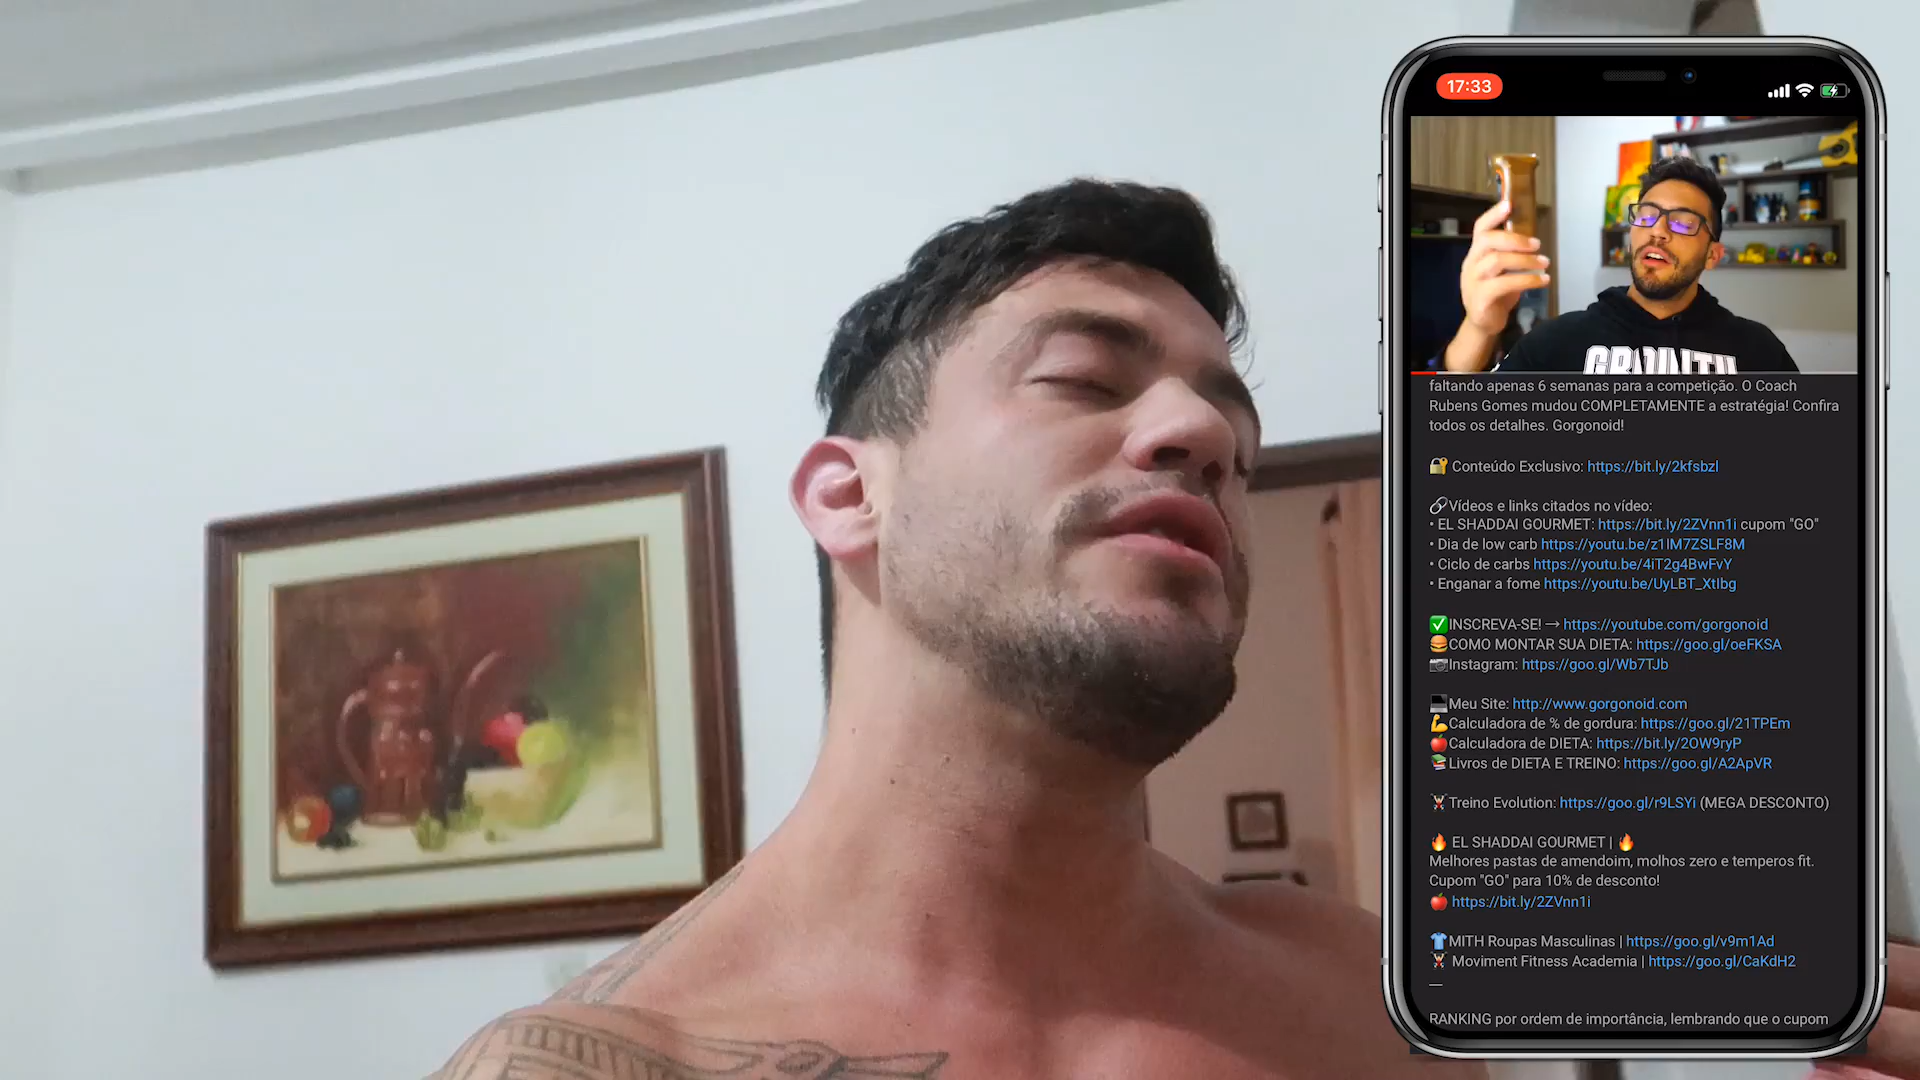 17:33
GROWTH
faltando apenas 6 semanas para a competição. O Coach
Rubens Gomes mudou COMPLETAMENTE a estratégia! Confira
todos os detalhes. Gorgonoid!
🔐 Conteúdo Exclusivo: https://bit.ly/2kfsbzl
🔗Vídeos e links citados no vídeo:
• EL SHADDAI GOURMET: https://bit.ly/2ZVnn1i cupom "GO"
• Dia de low carb https://youtu.be/z1IM7ZSLF8M
• Ciclo de carbs https://youtu.be/4iT2g4BwFvY
• Enganar a fome https://youtu.be/UyLBT_XtIbg
✅INSCREVA-SE! → https://youtube.com/gorgonoid
🍔COMO MONTAR SUA DIETA: https://goo.gl/oeFKSA
📷Instagram: https://goo.gl/Wb7TJb
💻Meu Site: http://www.gorgonoid.com
💪Calculadora de % de gordura: https://goo.gl/21TPEm
🍎Calculadora de DIETA: https://bit.ly/2OW9ryP
📚Livros de DIETA E TREINO: https://goo.gl/A2ApVR
🏋Treino Evolution: https://goo.gl/r9LSYi (MEGA DESCONTO)
🔥 EL SHADDAI GOURMET | 🔥
Melhores pastas de amendoim, molhos zero e temperos fit.
Cupom "GO" para 10% de desconto!
🍎 https://bit.ly/2ZVnn1i
👕MITH Roupas Masculinas | https://goo.gl/v9m1Ad
🏋 Moviment Fitness Academia | https://goo.gl/CaKdH2
—
RANKING por ordem de importância, lembrando que o cupom